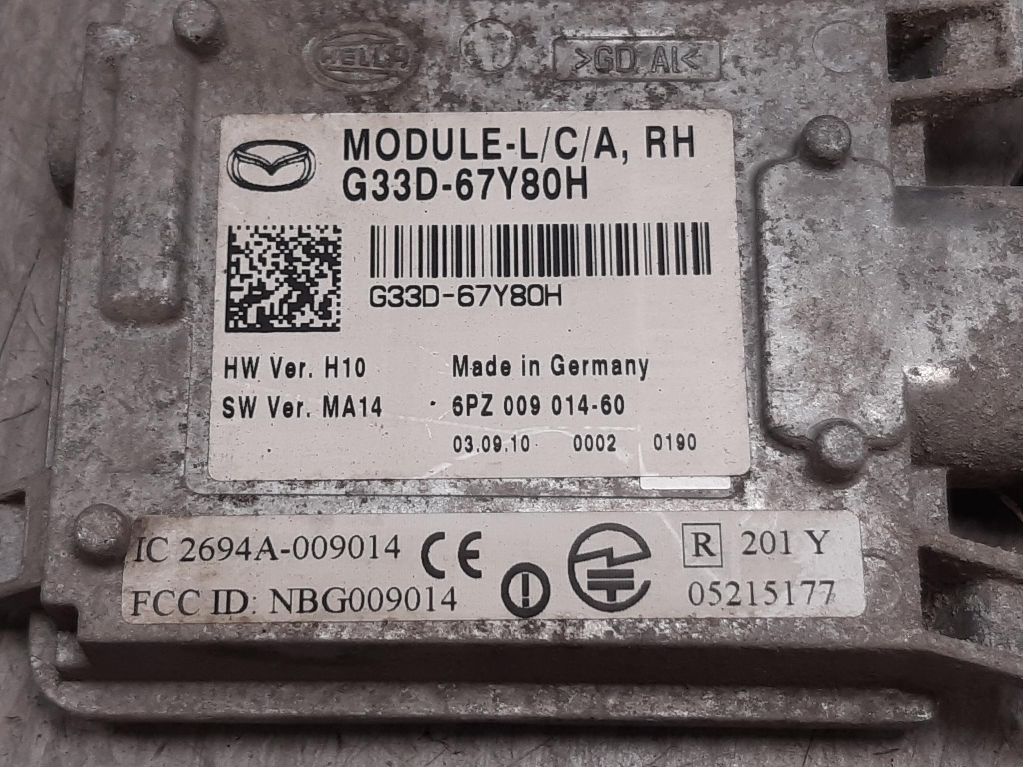 HELLA
>GD Al<
MODULE-L/C/A, RH
G33D-67Y80H
G33D-67Y80H
HW Ver. H10 Made in Germany
SW Ver. MA14 6PZ 009 014-60
03.09.10 0002 0190
IC 2694A-009014 CE R 201 Y
FCC ID: NBG009014 05215177